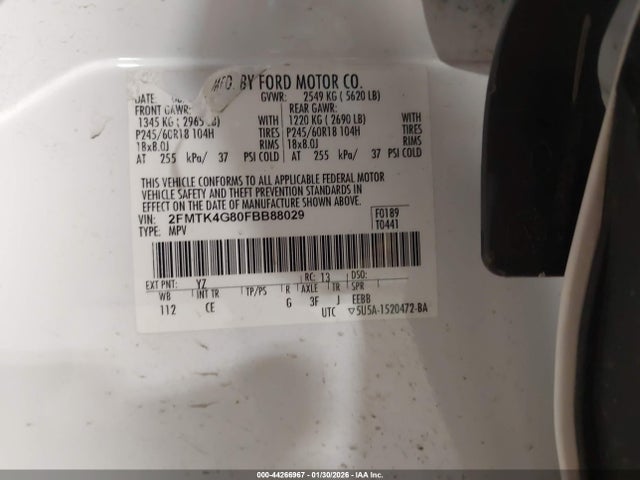 MFG. BY FORD MOTOR CO.
DATE GVWR: 2549 KG ( 5620 LB)
FRONT GAWR: REAR GAWR:
1345 KG ( 2965 LB) WITH 1220 KG ( 2690 LB) WITH
P245/60R18 104H TIRES P245/60R18 104H TIRES
18x8.0J RIMS 18x8.0J RIMS
AT 255 kPa/ 37 PSI COLD AT 255 kPa/ 37 PSI COLD
THIS VEHICLE CONFORMS TO ALL APPLICABLE FEDERAL MOTOR
VEHICLE SAFETY AND THEFT PREVENTION STANDARDS IN
EFFECT ON THE DATE OF MANUFACTURE SHOWN ABOVE.
VIN: 2FMTK4G80FBB88029 F0189
TYPE: MPV T0441
EXT PNT: YZ RC: 13 DSO:
WB INT TR TP/PS R AXLE TR SPR
112 CE G 3F J EEBB
UTC ▽5U5A-1520472-BA
000-44266967 01/30/2026 IAA Inc.